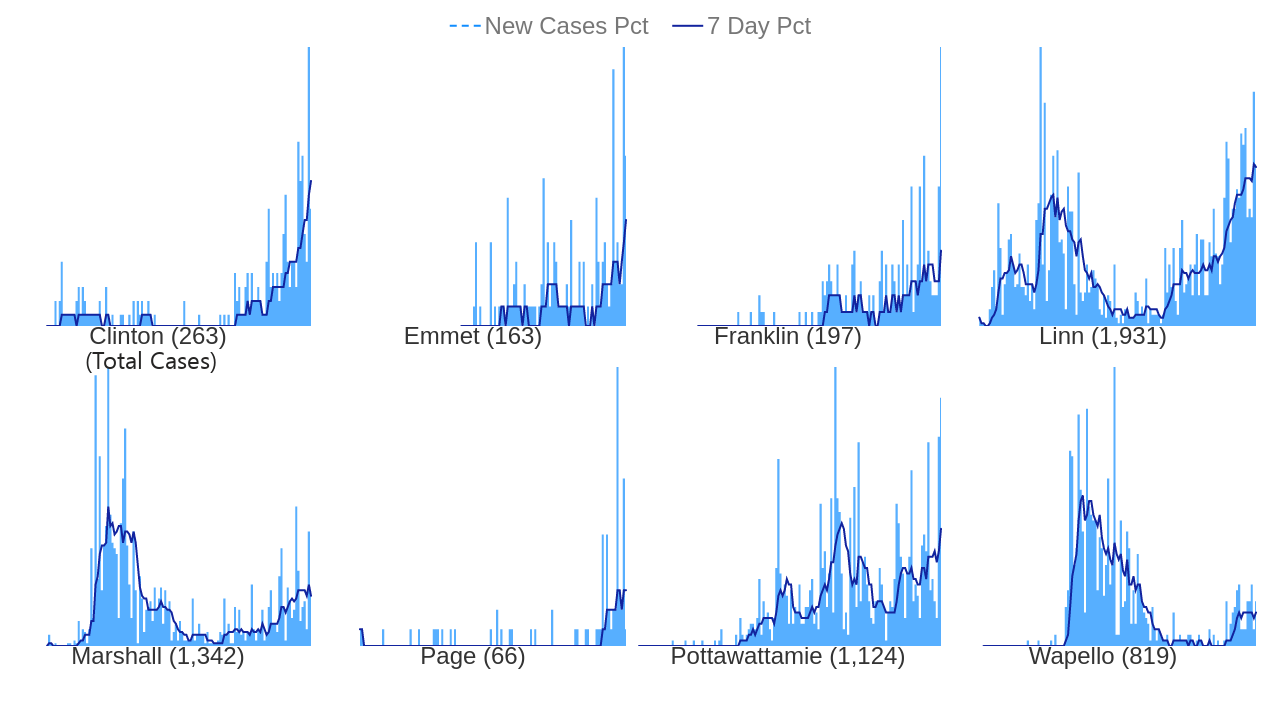 New Cases Pct 7 Day Pct
Clinton (263) Emmet (163) Franklin (197) Linn (1,931)
(Total Cases)
Marshall (1,342) Page (66) Pottawattamie (1,124) Wapello (819)